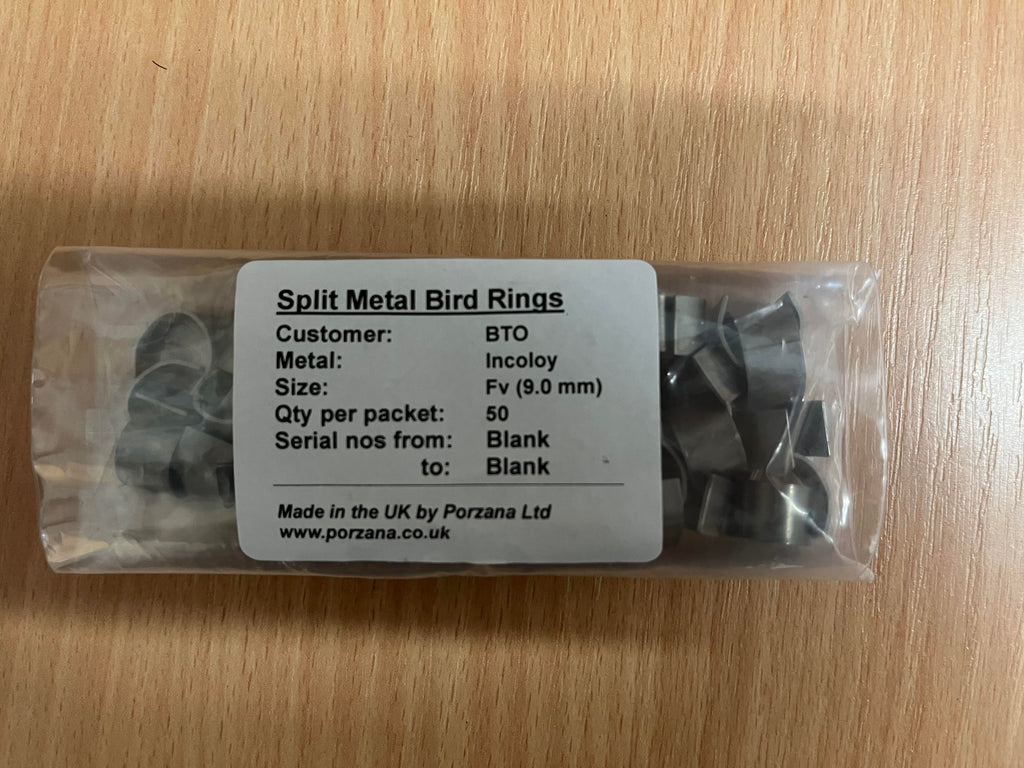 Split Metal Bird Rings
Customer: BTO
Metal: Incoloy
Size: Fv (9.0 mm)
Qty per packet: 50
Serial nos from: Blank
to: Blank
Made in the UK by Porzana Ltd
www.porzana.co.uk